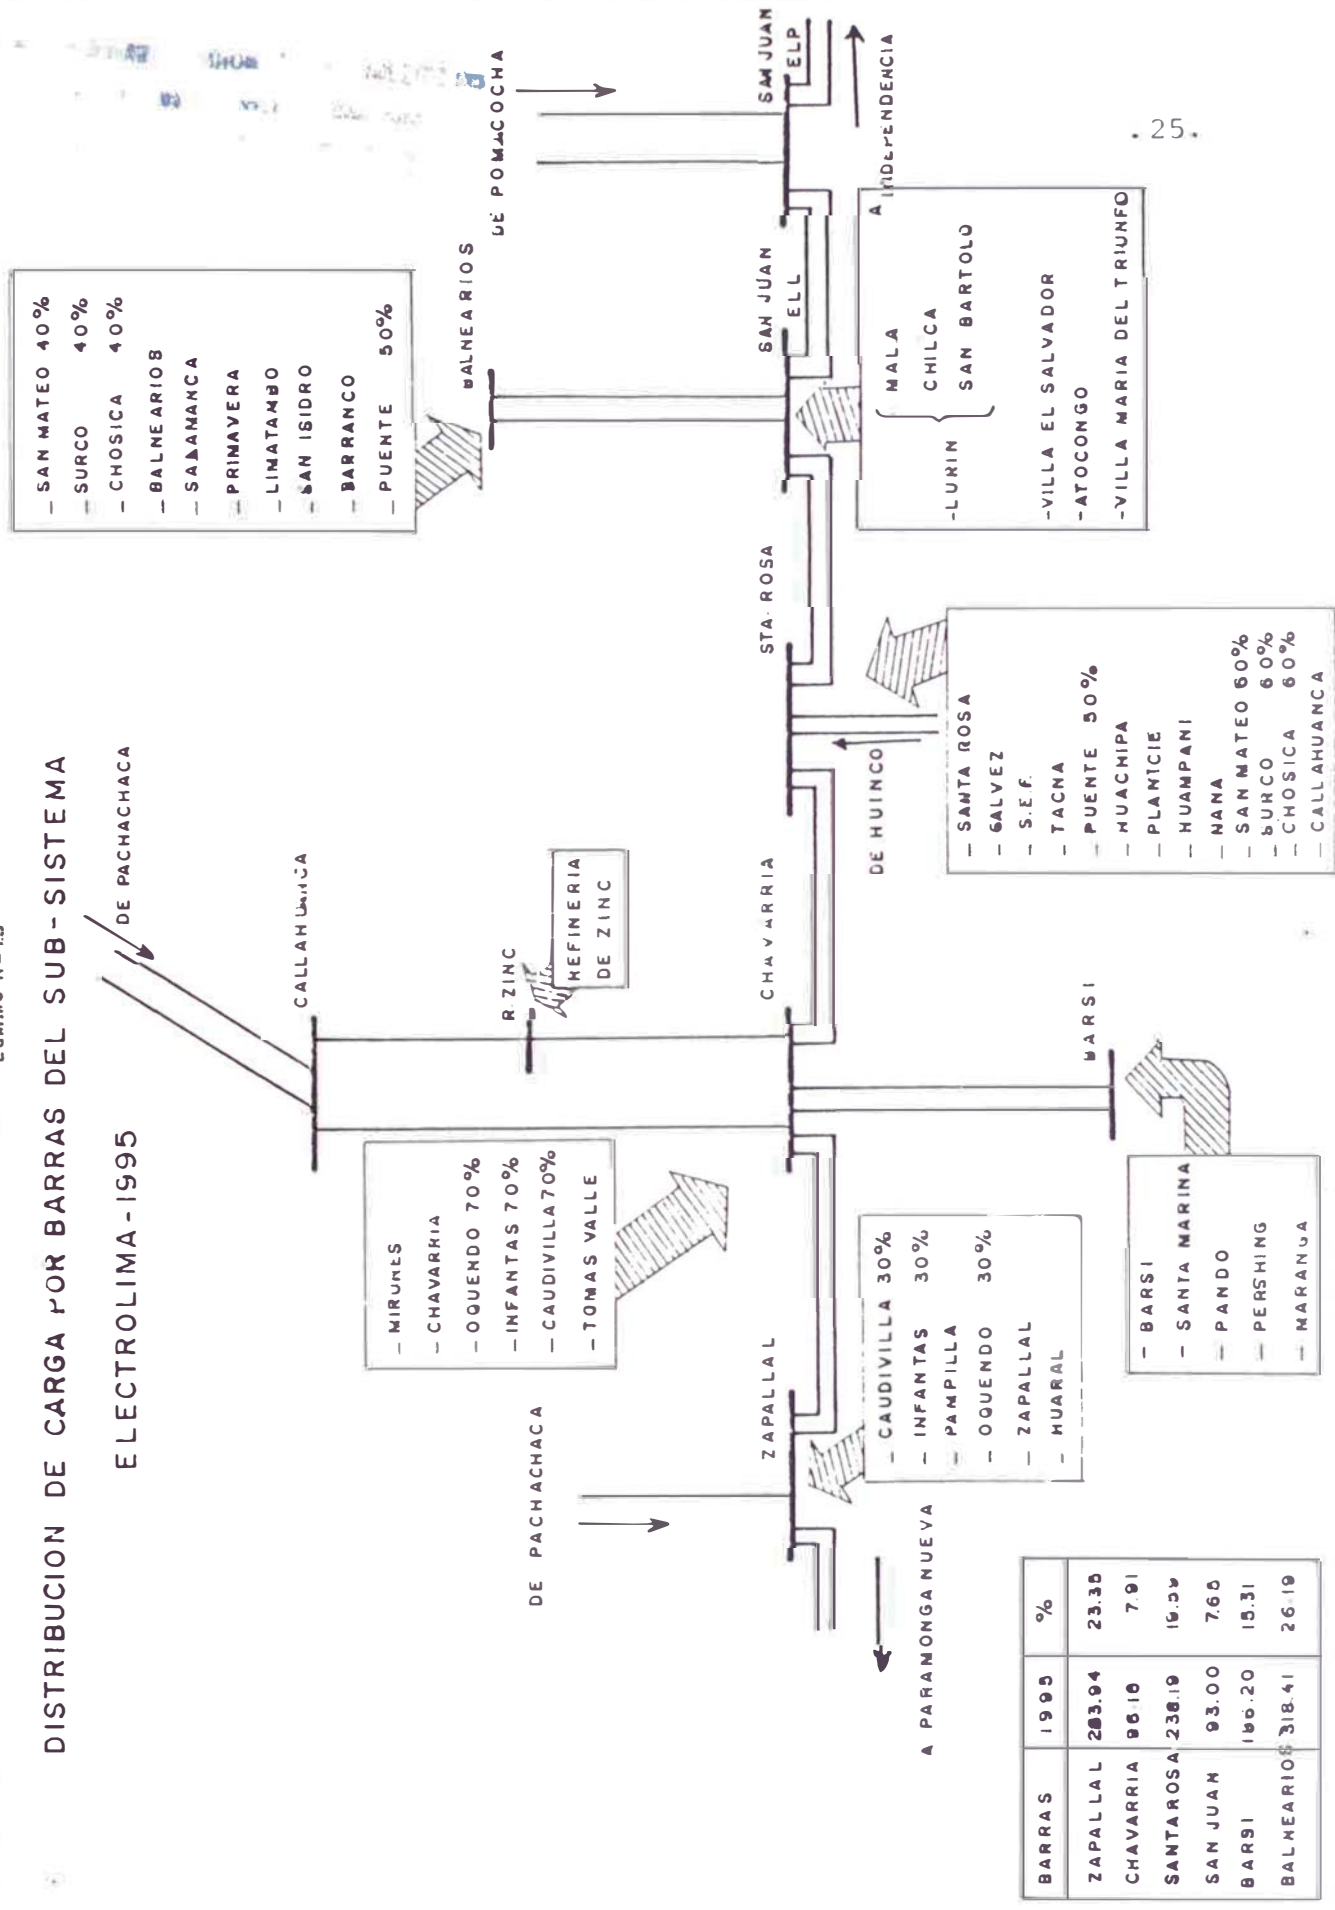 DISTRIBUCION DE CARGA POR BARRAS DEL SUB-SISTEMA
ELECTROLIMA-1995
DE PACHACHACA
CALLAHUANCA
R. ZINC
REFINERIA
DE ZINC
- MIRONES
- CHAVARRIA
- OQUENDO 70%
- INFANTAS 70%
- CAUDIVILLA 70%
- TOMAS VALLE
- SAN MATEO 40%
- SURCO 40%
- CHOSICA 40%
- BALNEARIOS
- SALAMANCA
- PRIMAVERA
- LIMATAMBO
- SAN ISIDRO
- BARRANCO
- PUENTE 50%
BALNEARIOS
DE POMACOCHA
DE PACHACHACA
ZAPALLAL
CHAVARRIA
STA. ROSA
SAN JUAN
ELL
SAN JUAN
ELP
A INDEPENDENCIA
A PARAMONGA NUEVA
- CAUDIVILLA 30%
- INFANTAS 30%
- PAMPILLA
- OQUENDO 30%
- ZAPALLAL
- HUARAL
BARSI
- BARSI
- SANTA MARINA
- PANDO
- PERSHING
- MARANGA
DE HUINCO
- SANTA ROSA
- GALVEZ
- S.E.F.
- TACNA
- PUENTE 50%
- HUACHIPA
- PLANICIE
- HUAMPANI
- ÑANA
- SAN MATEO 60%
- SURCO 60%
- CHOSICA 60%
- CALLAHUANCA
MALA
CHILCA
- LURIN
SAN BARTOLO
- VILLA EL SALVADOR
- ATOCONGO
- VILLA MARIA DEL TRIUNFO
BARRAS 1995 %
ZAPALLAL 283.94 23.35
CHAVARRIA 96.18 7.91
SANTA ROSA 238.19
SAN JUAN 93.00 7.65
BARSI 186.20 15.31
BALNEARIOS 318.41 26.19
. 25.